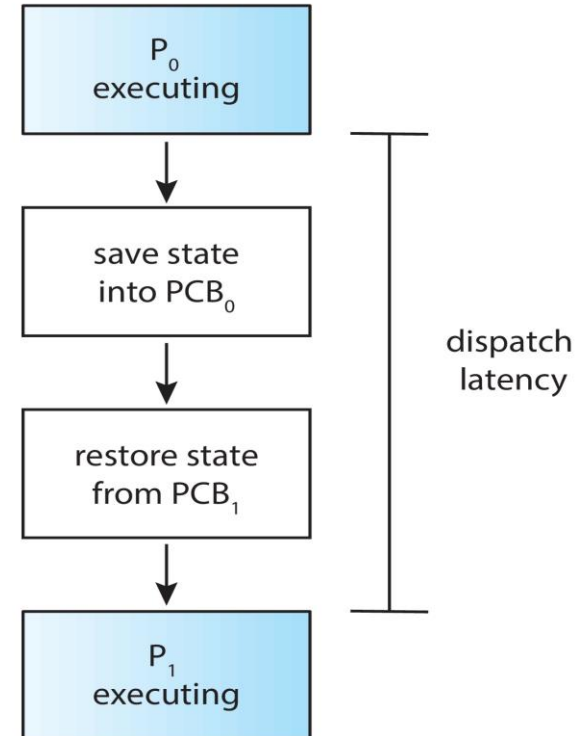 P₀
executing
save state
into PCB₀
restore state
from PCB₁
P₁
executing
dispatch
latency